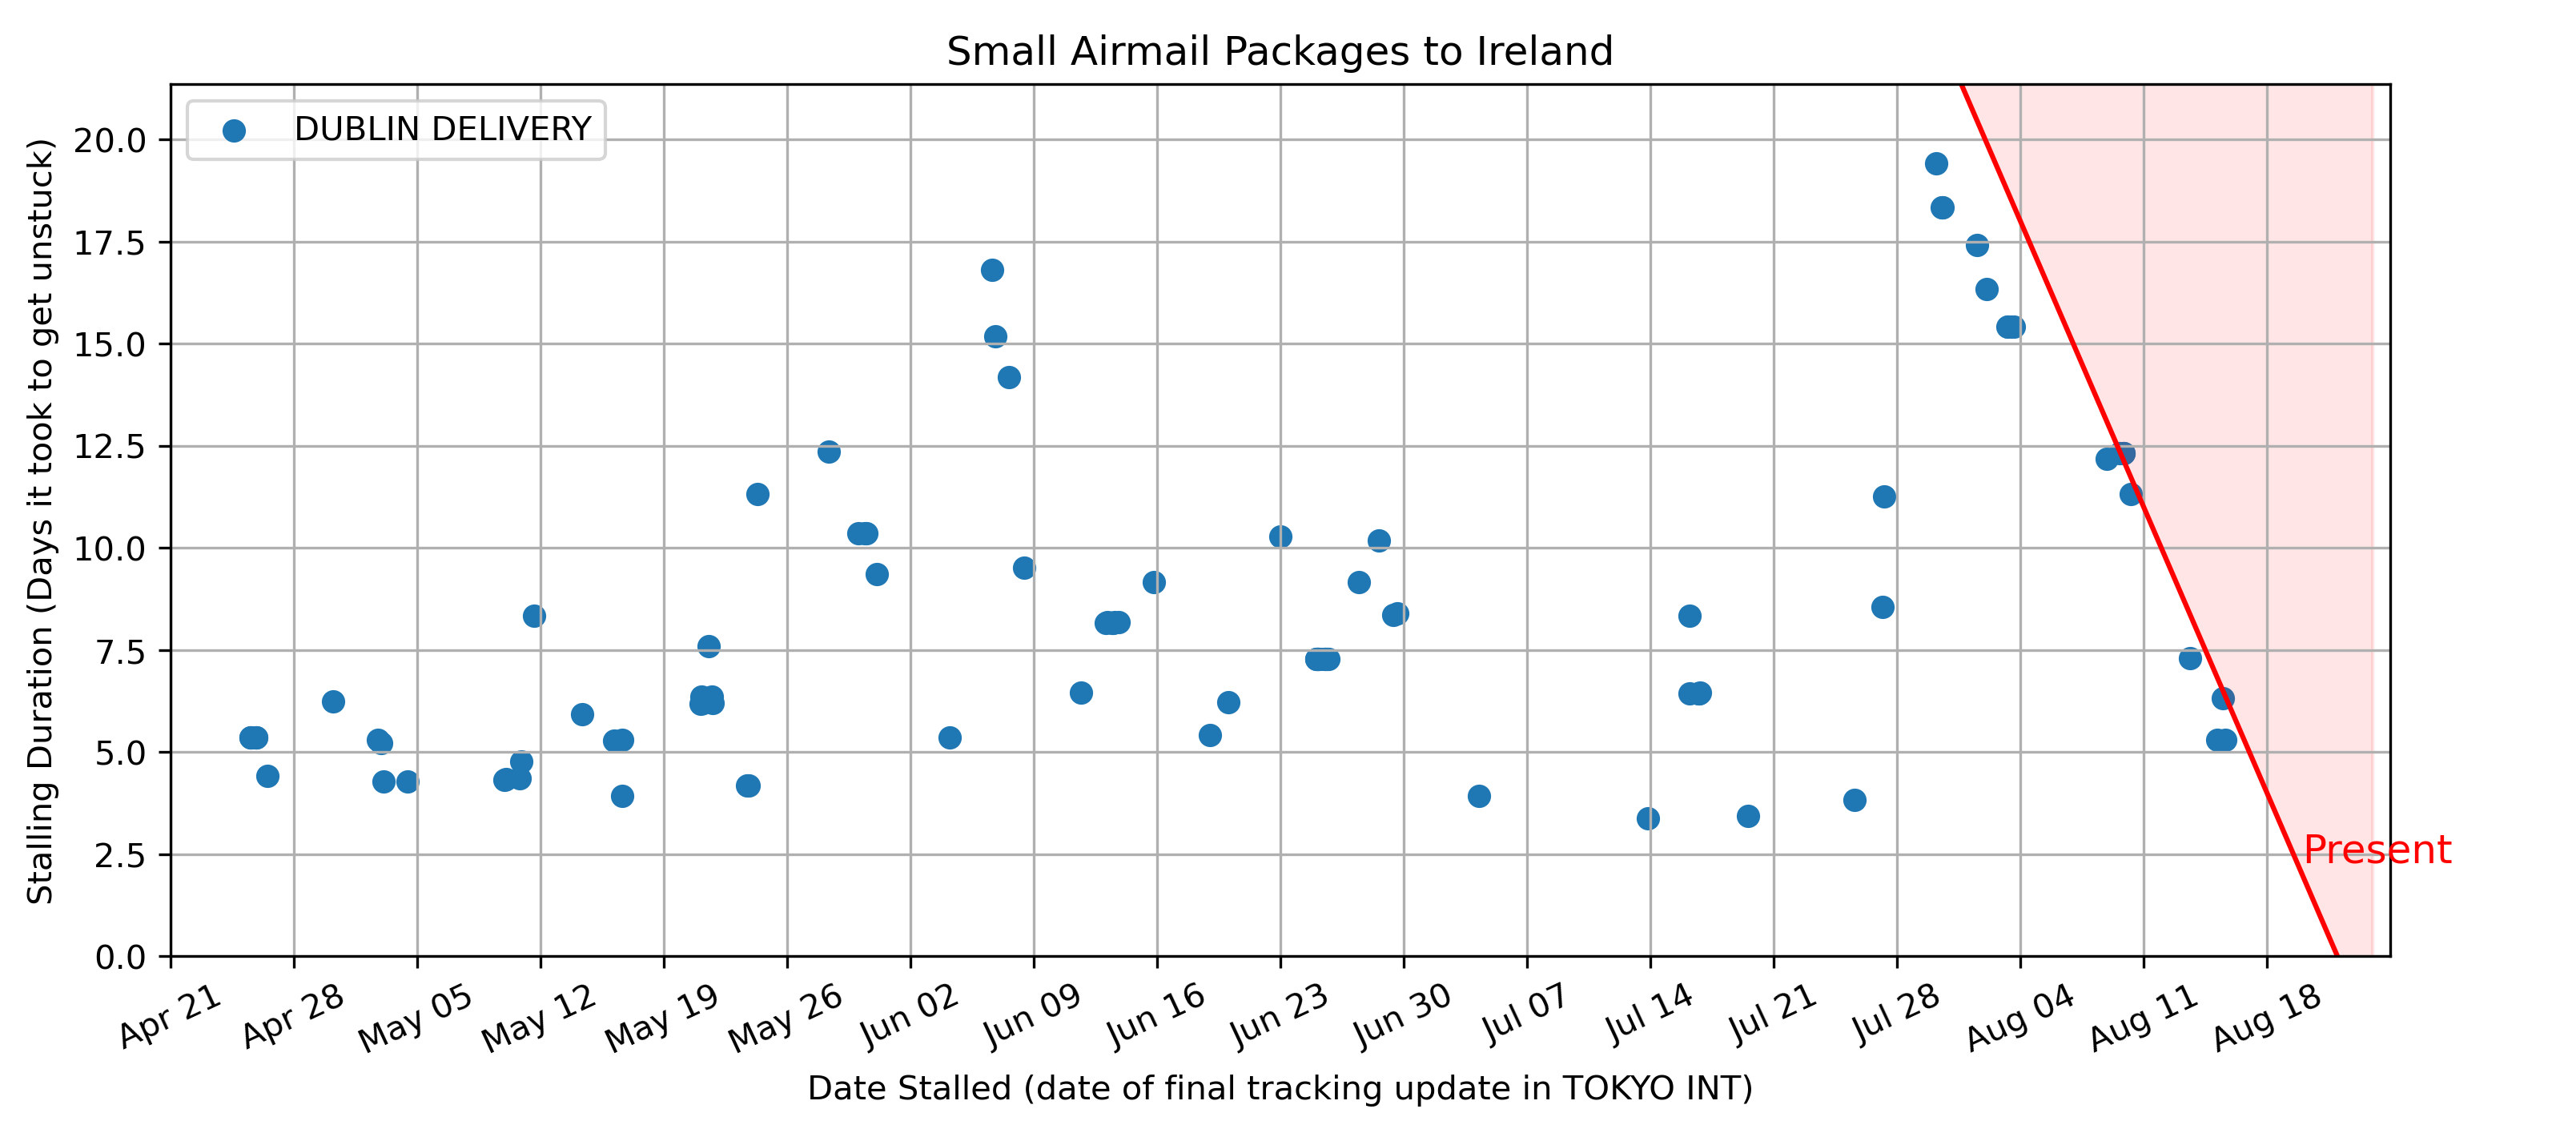 Small Airmail Packages to Ireland
DUBLIN DELIVERY
Stalling Duration (Days it took to get unstuck)
20.0
17.5
15.0
12.5
10.0
7.5
5.0
2.5
0.0
Present
Apr 21 Apr 28 May 05 May 12 May 19 May 26 Jun 02 Jun 09 Jun 16 Jun 23 Jun 30 Jul 07 Jul 14 Jul 21 Jul 28 Aug 04 Aug 11 Aug 18
Date Stalled (date of final tracking update in TOKYO INT)